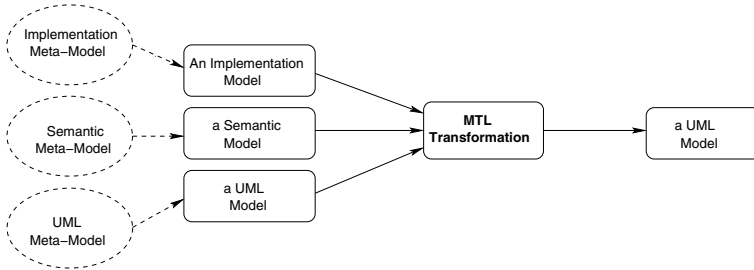 Implementation
Meta-Model
An Implementation
Model
Semantic
Meta-Model
a Semantic
Model
UML
Meta-Model
a UML
Model
MTL
Transformation
a UML
Model